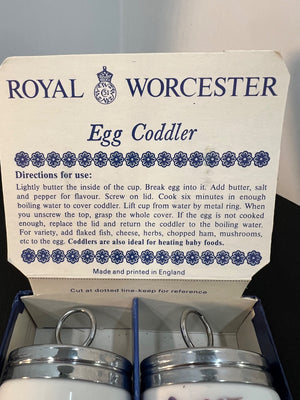 ROYAL WORCESTER
Egg Coddler
Directions for use:
Lightly butter the inside of the cup. Break egg into it. Add butter, salt
and pepper for flavour. Screw on lid. Cook six minutes in enough
boiling water to cover coddler. Lift cup from water by metal ring. When
you unscrew the top, grasp the whole cover. If the egg is not cooked
enough, replace the lid and return the coddler to the boiling water.
For variety, add flaked fish, cheese, herbs, chopped ham, mushrooms,
etc to the egg. Coddlers are also ideal for heating baby foods.
Made and printed in England
Cut at dotted line-keep for reference